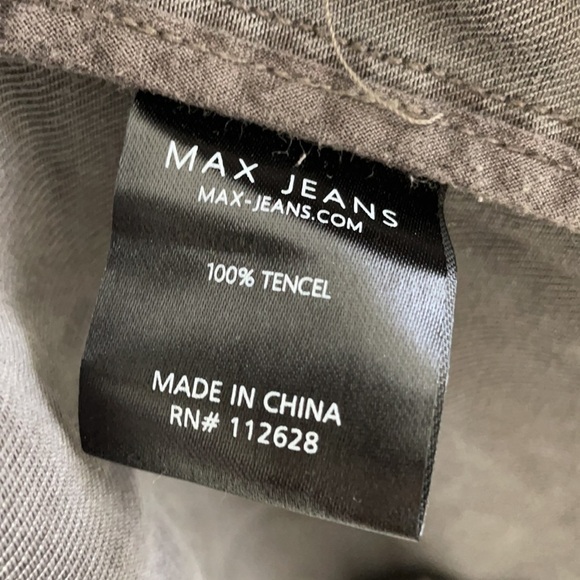 MAX JEANS
MAX-JEANS.COM
100% TENCEL
MADE IN CHINA
RN# 112628